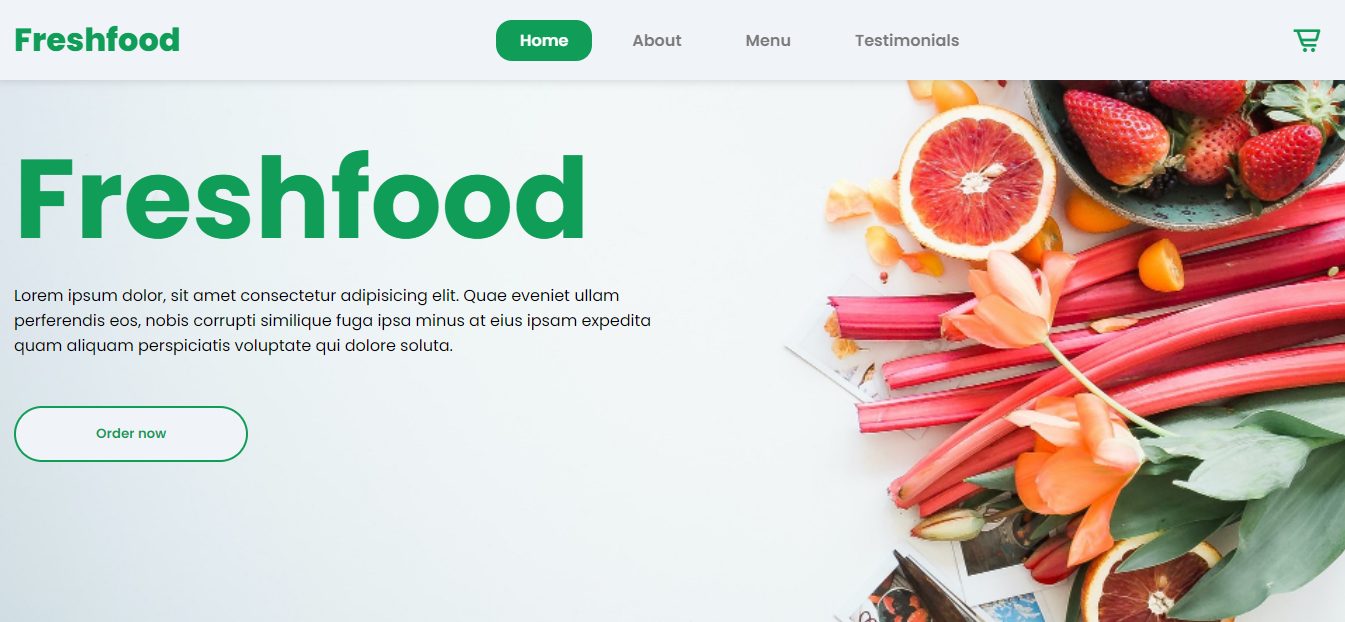 Freshfood
Home
About
Menu
Testimonials
Freshfood
Lorem ipsum dolor, sit amet consectetur adipisicing elit. Quae eveniet ullam
perferendis eos, nobis corrupti similique fuga ipsa minus at eius ipsam expedita
quam aliquam perspiciatis voluptate qui dolore soluta.
Order now